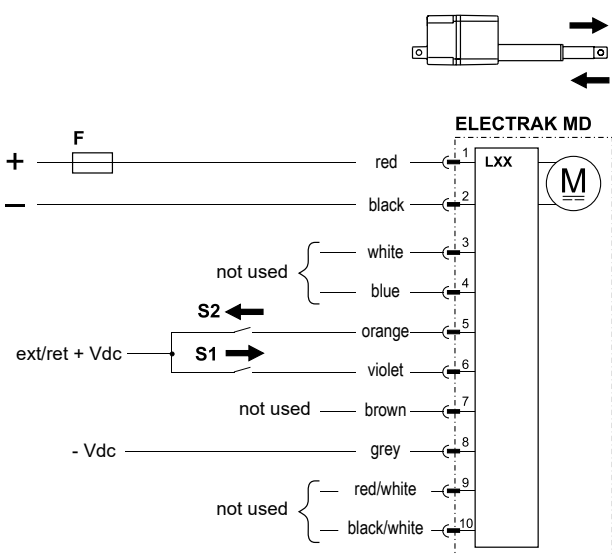 ELECTRAK MD
F
+ red 1 LXX M
– black 2
white 3
not used
blue 4
S2
orange 5
ext/ret + Vdc S1
violet 6
not used brown 7
- Vdc grey 8
red/white 9
not used
black/white 10